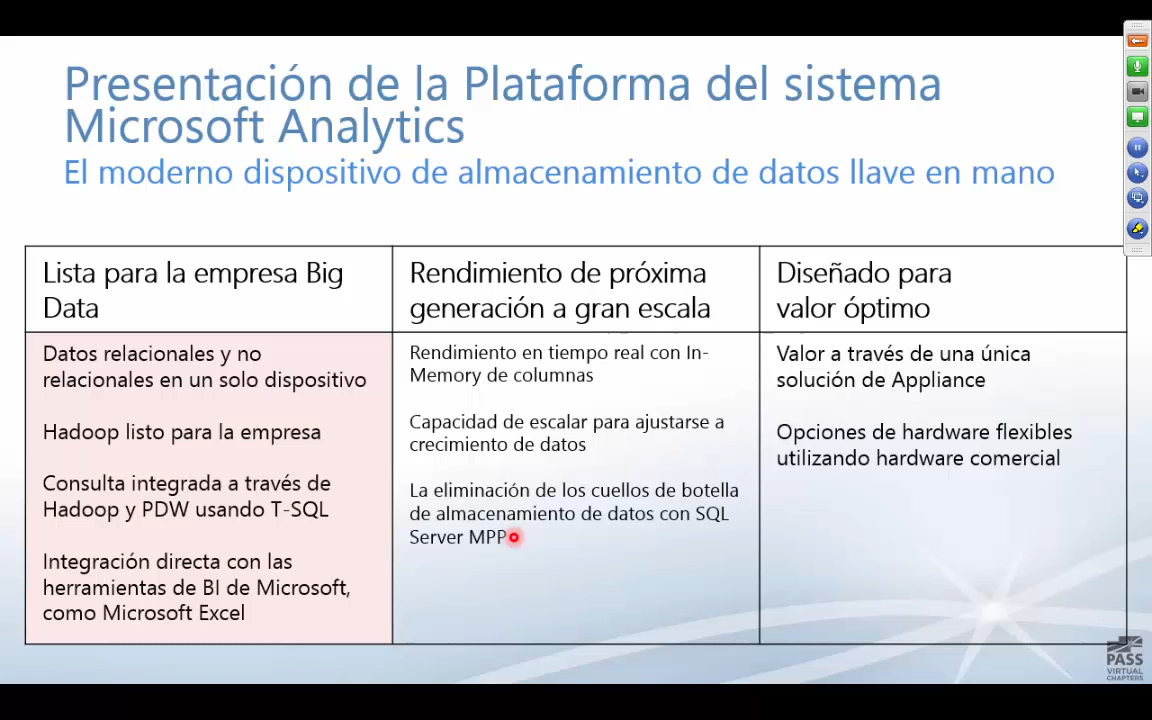 Presentación de la Plataforma del sistema
Microsoft Analytics
El moderno dispositivo de almacenamiento de datos llave en mano
Lista para la empresa Big
Data
Rendimiento de próxima
generación a gran escala
Diseñado para
valor óptimo
Datos relacionales y no
relacionales en un solo dispositivo
Hadoop listo para la empresa
Consulta integrada a través de
Hadoop y PDW usando T-SQL
Integración directa con las
herramientas de BI de Microsoft,
como Microsoft Excel
Rendimiento en tiempo real con In-
Memory de columnas
Capacidad de escalar para ajustarse a
crecimiento de datos
La eliminación de los cuellos de botella
de almacenamiento de datos con SQL
Server MPP
Valor a través de una única
solución de Appliance
Opciones de hardware flexibles
utilizando hardware comercial
PASS
VIRTUAL
CHAPTERS